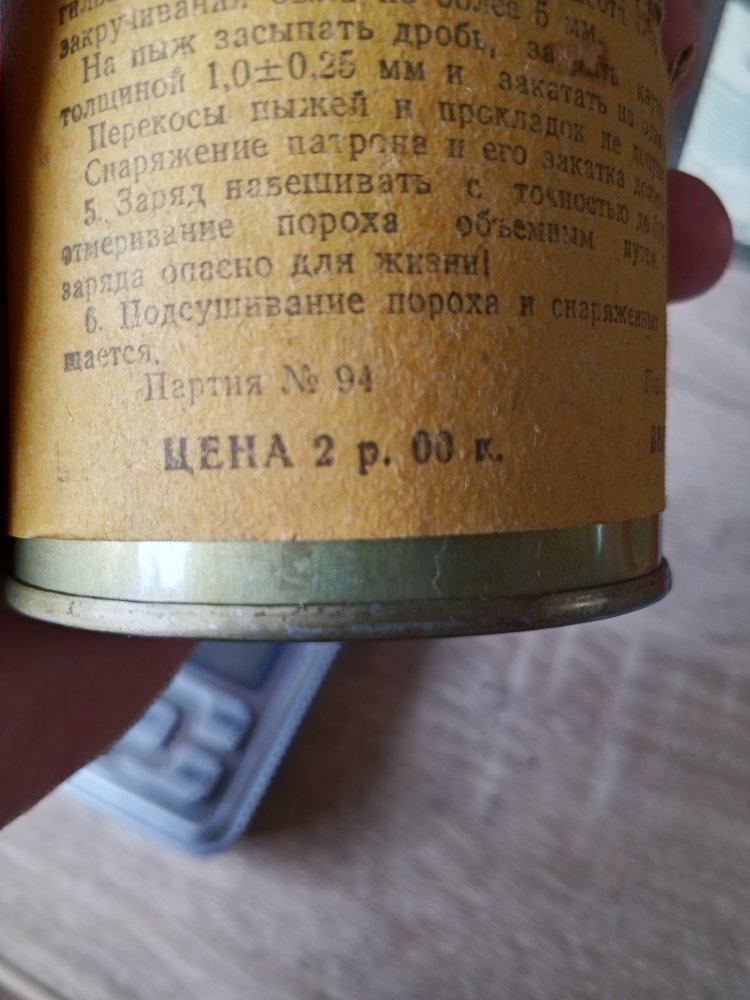 закручивания была не более 5 мм.
На пыж засыпать дробь,
толщиной 1,0±0,25 мм и закатать на
Перекосы пыжей и прокладок не
Снаряжение патрона и его закатка
5. Заряд навешивать с точностью до
отмеривание пороха объемным
заряда опасно для жизни!
6. Подсушивание пороха и
щается.
Партия № 94
ЦЕНА 2 р. 00 к.